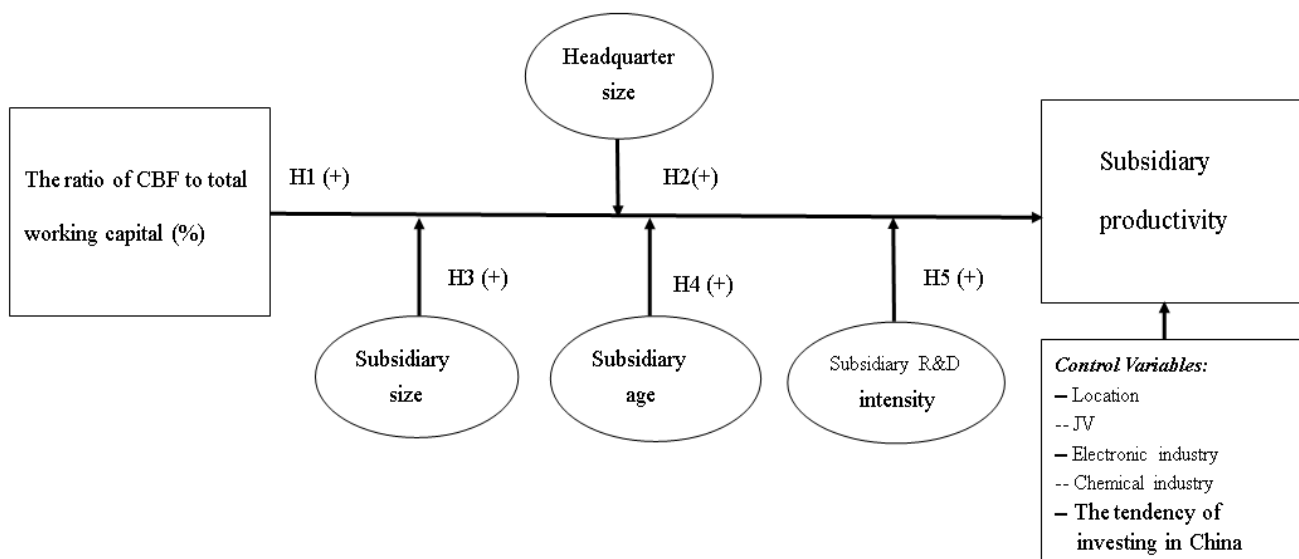 Headquarter
size
The ratio of CBF to total
working capital (%)
H1 (+)
H2(+)
Subsidiary
productivity
H3 (+)
H4 (+)
H5 (+)
Subsidiary
size
Subsidiary
age
Subsidiary R&D
intensity
Control Variables:
– Location
-- JV
– Electronic industry
-- Chemical industry
– The tendency of
investing in China